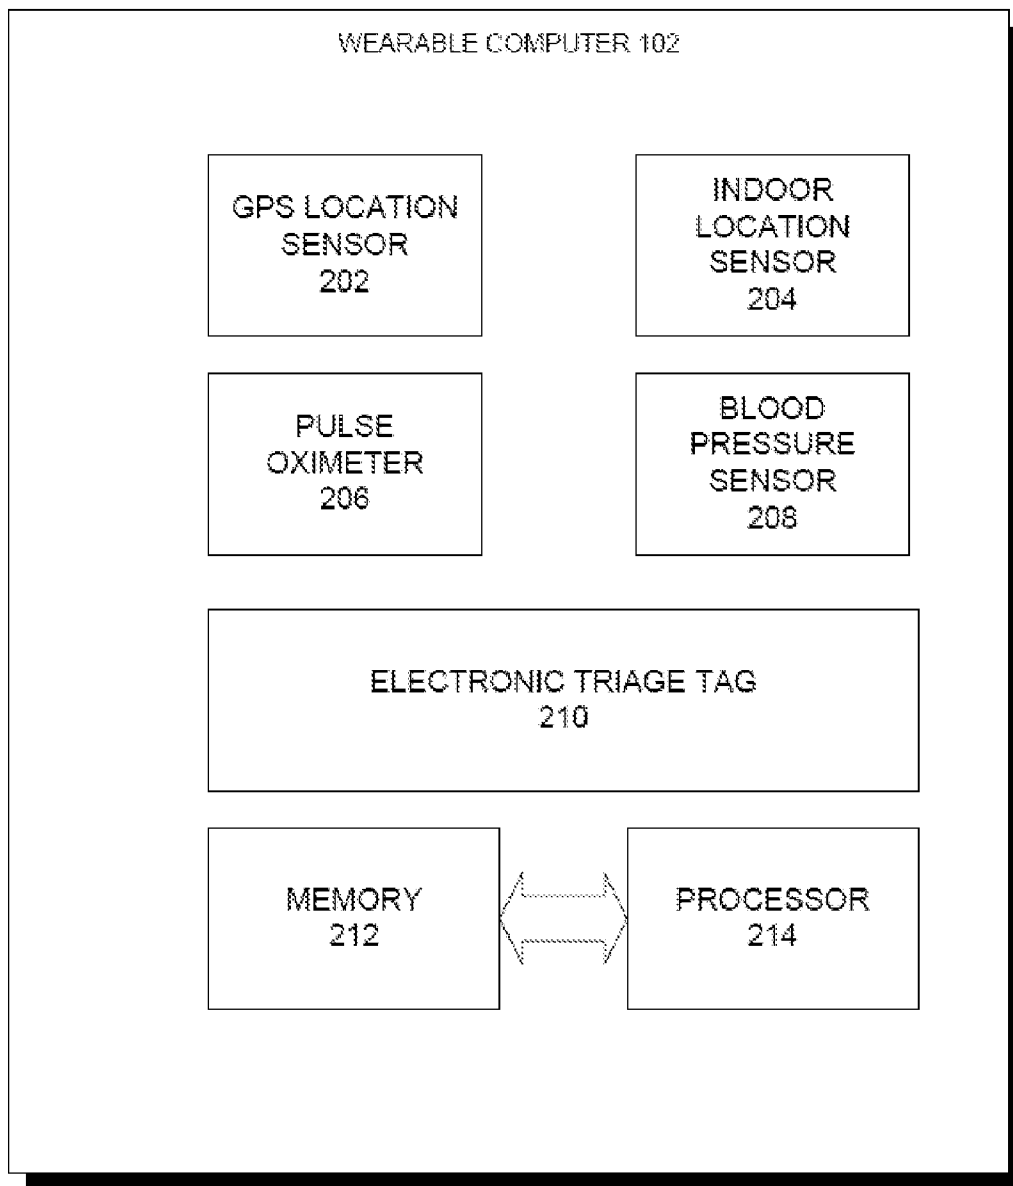 WEARABLE COMPUTER 102
GPS LOCATION
SENSOR
202
INDOOR
LOCATION
SENSOR
204
PULSE
OXIMETER
206
BLOOD
PRESSURE
SENSOR
208
ELECTRONIC TRIAGE TAG
210
MEMORY
212
PROCESSOR
214